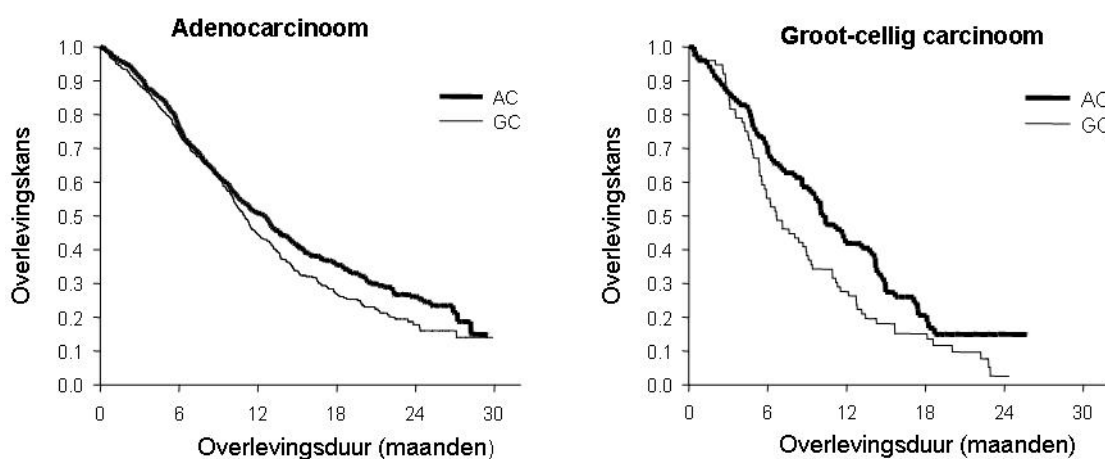 Adenocarcinoom
1.0
0.9
0.8
0.7
0.6
0.5
0.4
0.3
0.2
0.1
0.0
Overlevingskans
AC
GC
0 6 12 18 24 30
Overlevingsduur (maanden)
Groot-cellig carcinoom
1.0
0.9
0.8
0.7
0.6
0.5
0.4
0.3
0.2
0.1
0.0
Overlevingskans
AC
GC
0 6 12 18 24 30
Overlevingsduur (maanden)